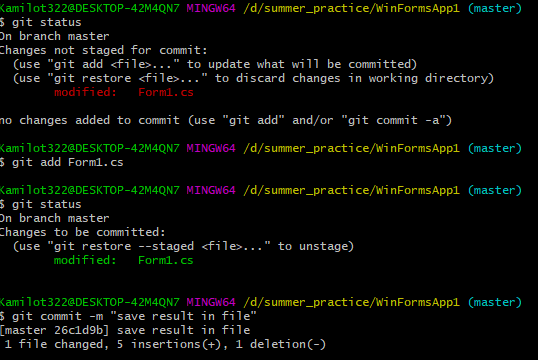 Kamilot322@DESKTOP-42M4QN7 MINGW64 /d/summer_practice/WinFormsApp1 (master)
$ git status
On branch master
Changes not staged for commit:
  (use "git add <file>..." to update what will be committed)
  (use "git restore <file>..." to discard changes in working directory)
        modified:   Form1.cs

no changes added to commit (use "git add" and/or "git commit -a")

Kamilot322@DESKTOP-42M4QN7 MINGW64 /d/summer_practice/WinFormsApp1 (master)
$ git add Form1.cs

Kamilot322@DESKTOP-42M4QN7 MINGW64 /d/summer_practice/WinFormsApp1 (master)
$ git status
On branch master
Changes to be committed:
  (use "git restore --staged <file>..." to unstage)
        modified:   Form1.cs

Kamilot322@DESKTOP-42M4QN7 MINGW64 /d/summer_practice/WinFormsApp1 (master)
$ git commit -m "save result in file"
[master 26c1d9b] save result in file
 1 file changed, 5 insertions(+), 1 deletion(-)